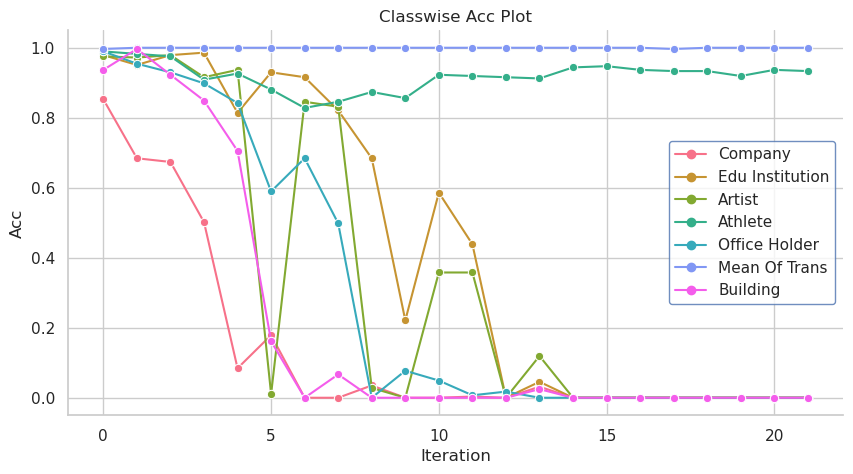 Classwise Acc Plot
1.0
0.8
0.6
0.4
0.2
0.0
Acc
0 5 10 15 20
Iteration
Company
Edu Institution
Artist
Athlete
Office Holder
Mean Of Trans
Building